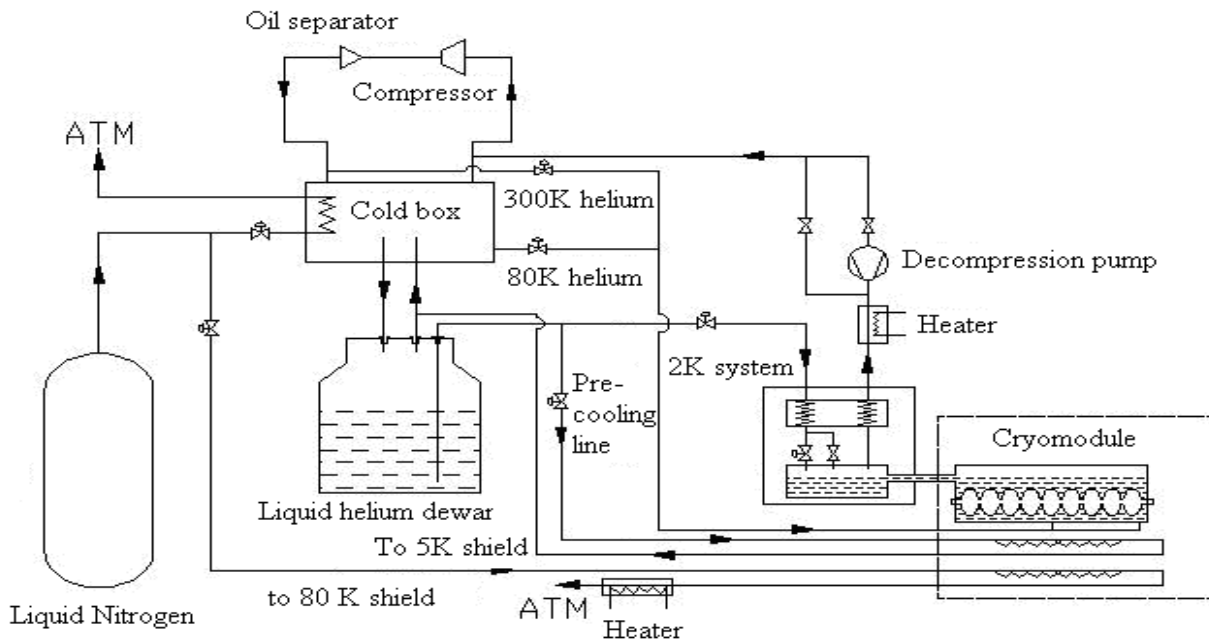 Oil separator
Compressor
ATM
Cold box
300K helium
80K helium
Decompression pump
Heater
2K system
Pre-
cooling
line
Cryomodule
Liquid helium dewar
To 5K shield
to 80 K shield
ATM
Liquid Nitrogen
Heater